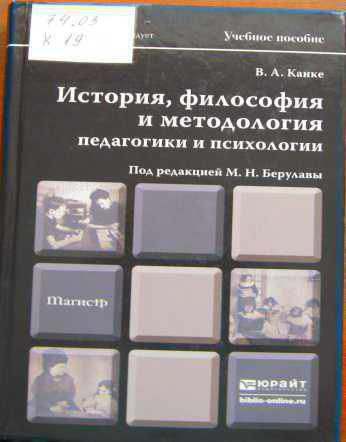 74.03
К 19
дует
Учебное пособие
В. А. Канке
История, философия
и методология
педагогики и психологии
Под редакцией М. Н. Берулавы
Магистр
ЮРАЙТ
biblio-online.ru